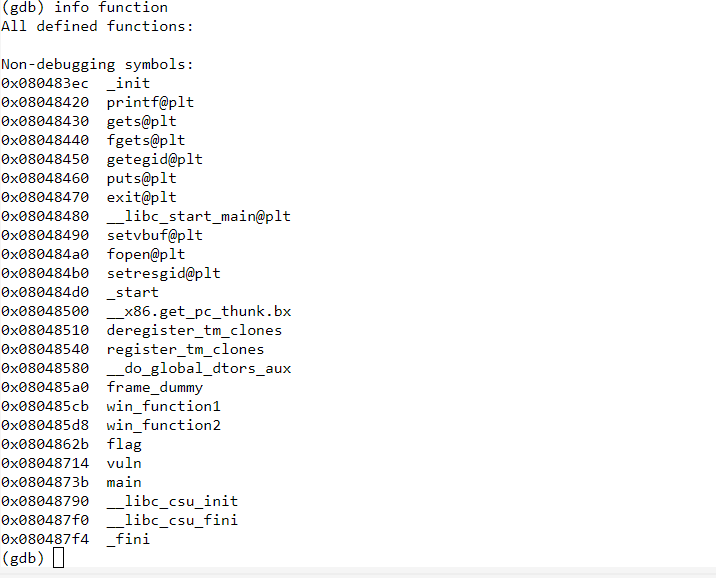 (gdb) info function
All defined functions:
Non-debugging symbols:
0x080483ec  _init
0x08048420  printf@plt
0x08048430  gets@plt
0x08048440  fgets@plt
0x08048450  getegid@plt
0x08048460  puts@plt
0x08048470  exit@plt
0x08048480  __libc_start_main@plt
0x08048490  setvbuf@plt
0x080484a0  fopen@plt
0x080484b0  setresgid@plt
0x080484d0  _start
0x08048500  __x86.get_pc_thunk.bx
0x08048510  deregister_tm_clones
0x08048540  register_tm_clones
0x08048580  __do_global_dtors_aux
0x080485a0  frame_dummy
0x080485cb  win_function1
0x080485d8  win_function2
0x0804862b  flag
0x08048714  vuln
0x0804873b  main
0x08048790  __libc_csu_init
0x080487f0  __libc_csu_fini
0x080487f4  _fini
(gdb)